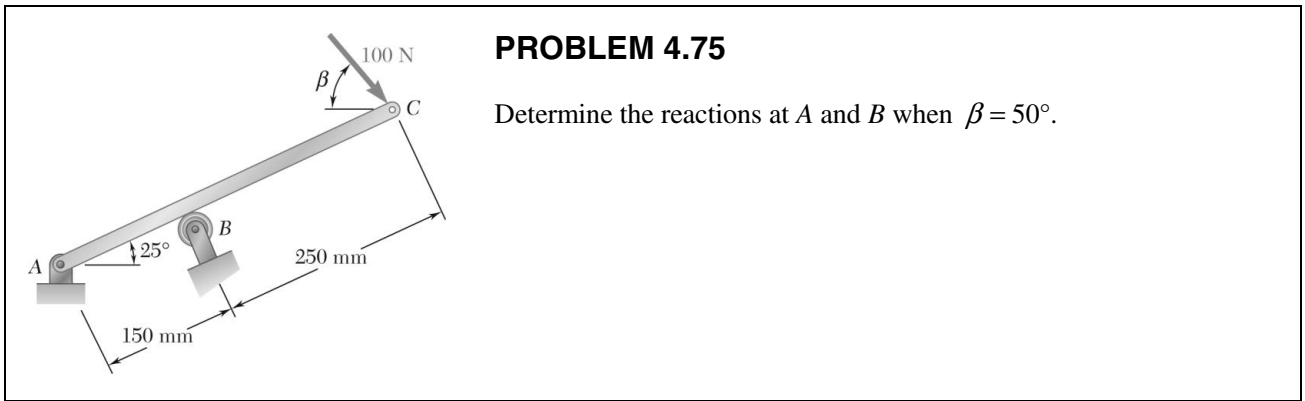 PROBLEM 4.75
Determine the reactions at A and B when β = 50°.
100 N
β
C
B
25°
A
250 mm
150 mm